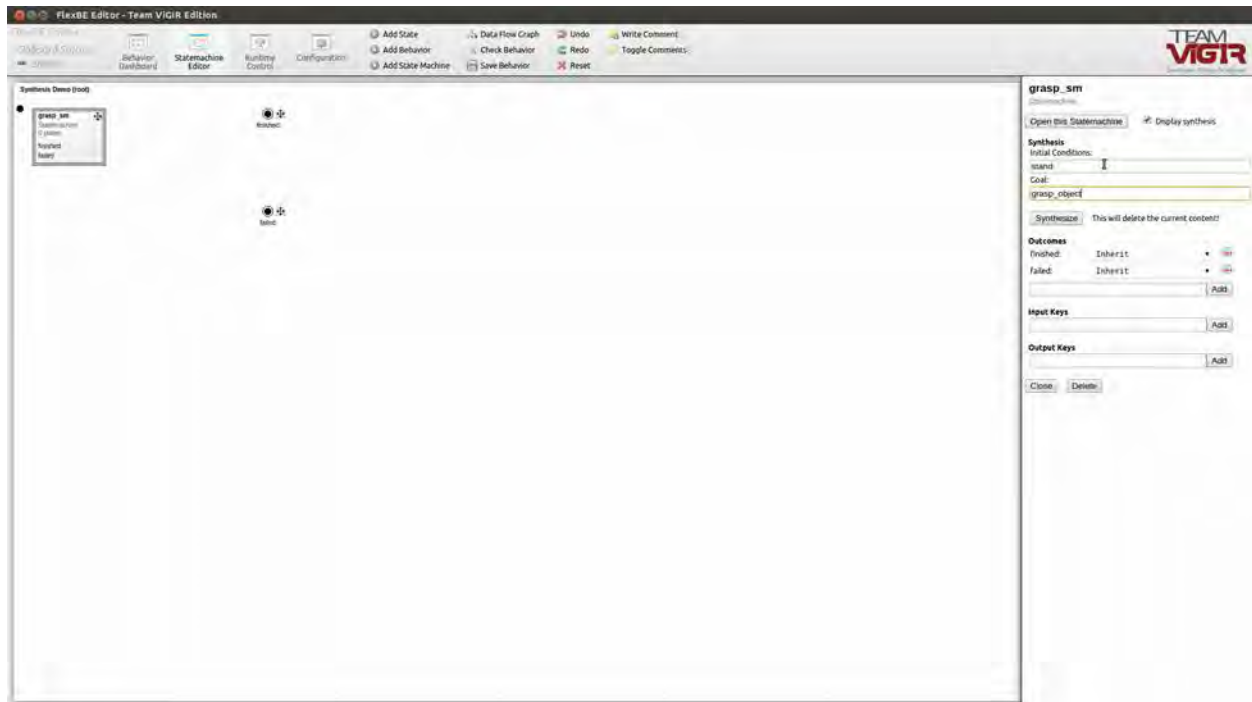 FlexBE Editor - Team ViGIR Edition
Behavior Dashboard
Statemachine Editor
Runtime Control
Configuration
Add State
Add Behavior
Add State Machine
Data Flow Graph
Check Behavior
Save Behavior
Undo
Redo
Reset
Write Comment
Toggle Comments
TEAM
ViGIR
Synthesis Demo (root)
grasp_sm
Statemachine
finished
failed
finished
failed
grasp_sm
Statemachine
Open this Statemachine
Display synthesis
Synthesis
Initial Conditions:
stand
Goal:
grasp_object
Synthesize This will delete the current content!
Outcomes
finished: Inherit
failed: Inherit
Add
Input Keys
Add
Output Keys
Add
Close Delete